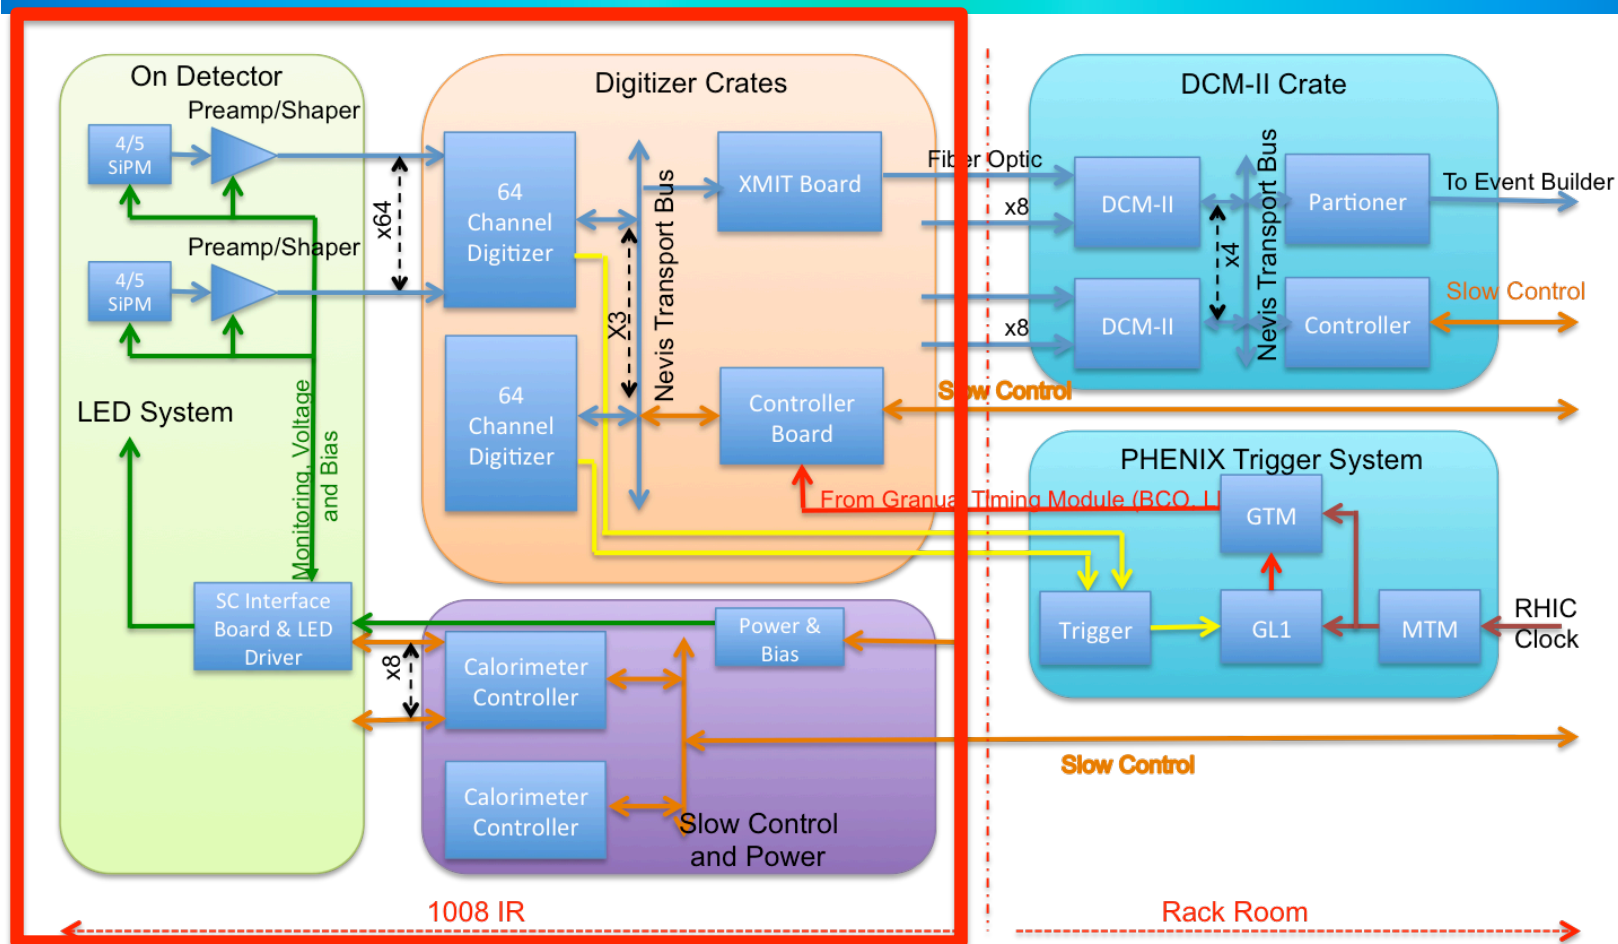 On Detector
Preamp/Shaper
4/5
SiPM
Preamp/Shaper
4/5
SiPM
x64
LED System
Monitoring, Voltage
and Bias
SC Interface
Board & LED
Driver
x8
Digitizer Crates
64
Channel
Digitizer
XMIT Board
X3
Nevis Transport Bus
64
Channel
Digitizer
Controller
Board
From Granual Timing Module (BCO, L1
Power &
Bias
Calorimeter
Controller
Calorimeter
Controller
Slow Control
and Power
Fiber Optic
x8
x8
Slow Control
DCM-II Crate
DCM-II
x4
Nevis Transport Bus
Partioner
To Event Builder
DCM-II
Controller
Slow Control
PHENIX Trigger System
GTM
Trigger
GL1
MTM
RHIC
Clock
Slow Control
1008 IR
Rack Room